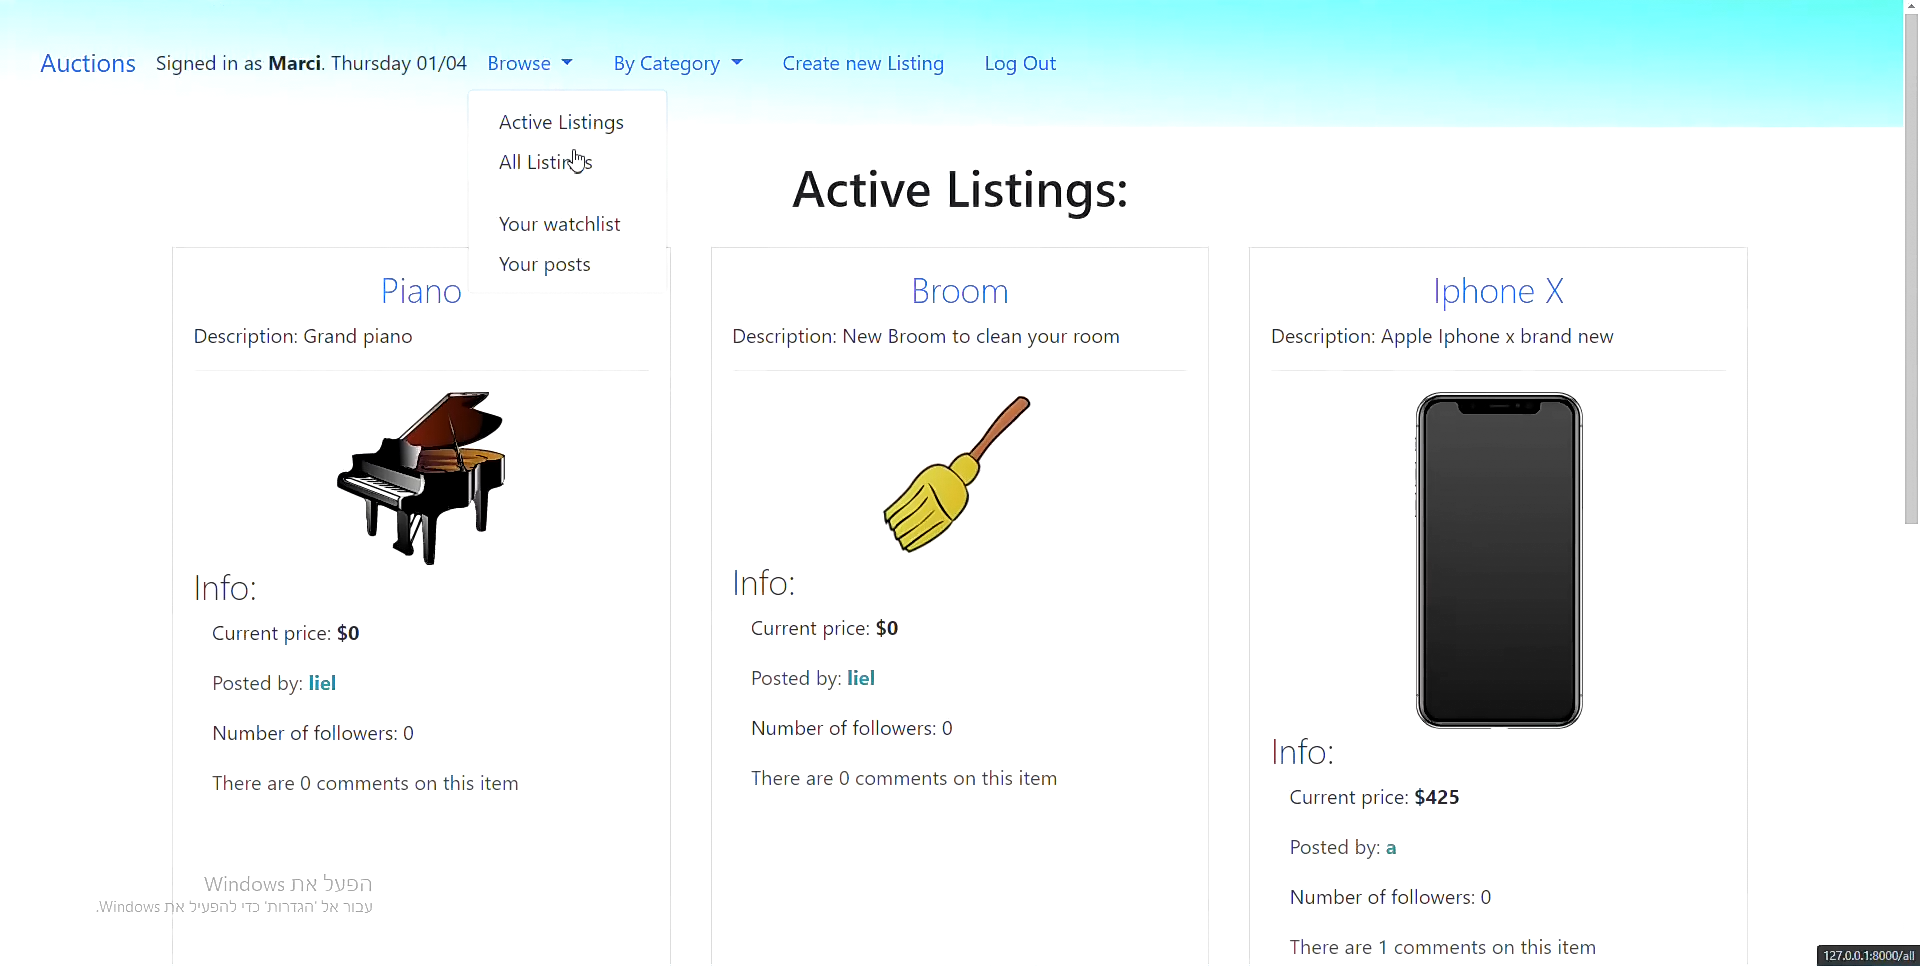 Auctions Signed in as Marci. Thursday 01/04 Browse By Category Create new Listing Log Out
Active Listings
All Listings
Your watchlist
Your posts
Active Listings:
Piano
Description: Grand piano
Info:
Current price: $0
Posted by: liel
Number of followers: 0
There are 0 comments on this item
Broom
Description: New Broom to clean your room
Info:
Current price: $0
Posted by: liel
Number of followers: 0
There are 0 comments on this item
Iphone X
Description: Apple Iphone x brand new
Info:
Current price: $425
Posted by: a
Number of followers: 0
There are 1 comments on this item
הפעל את Windows
עבור אל 'הגדרות' כדי להפעיל את Windows.
127.0.0.1:8000/all